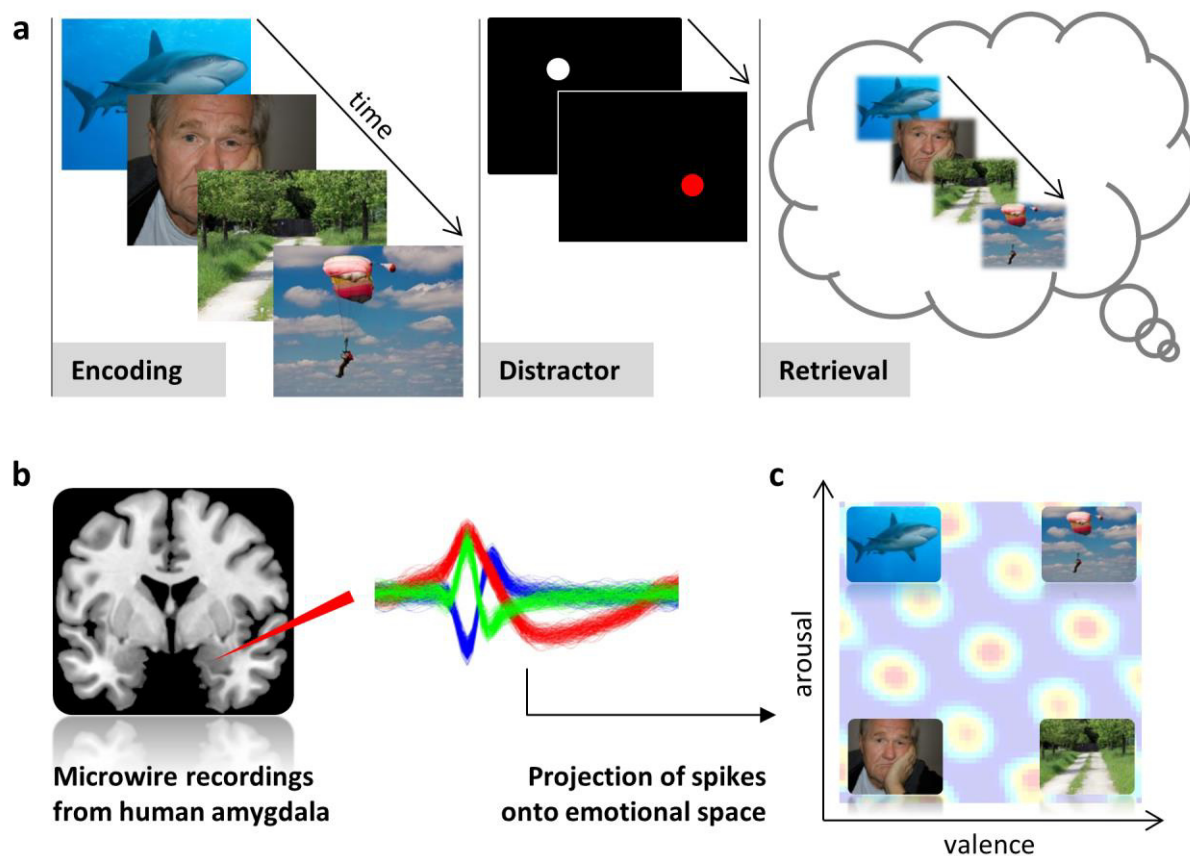 a
time
Encoding
Distractor
Retrieval
b
Microwire recordings
from human amygdala
Projection of spikes
onto emotional space
c
arousal
valence